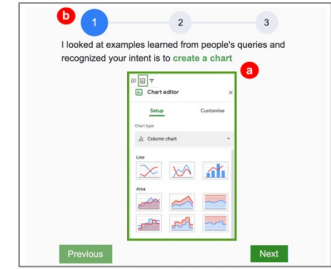 b
1 2 3
I looked at examples learned from people's queries and
recognized your intent is to create a chart
a
Chart editor ×
Setup Customise
Chart type
Column chart
Line
Area
Previous Next